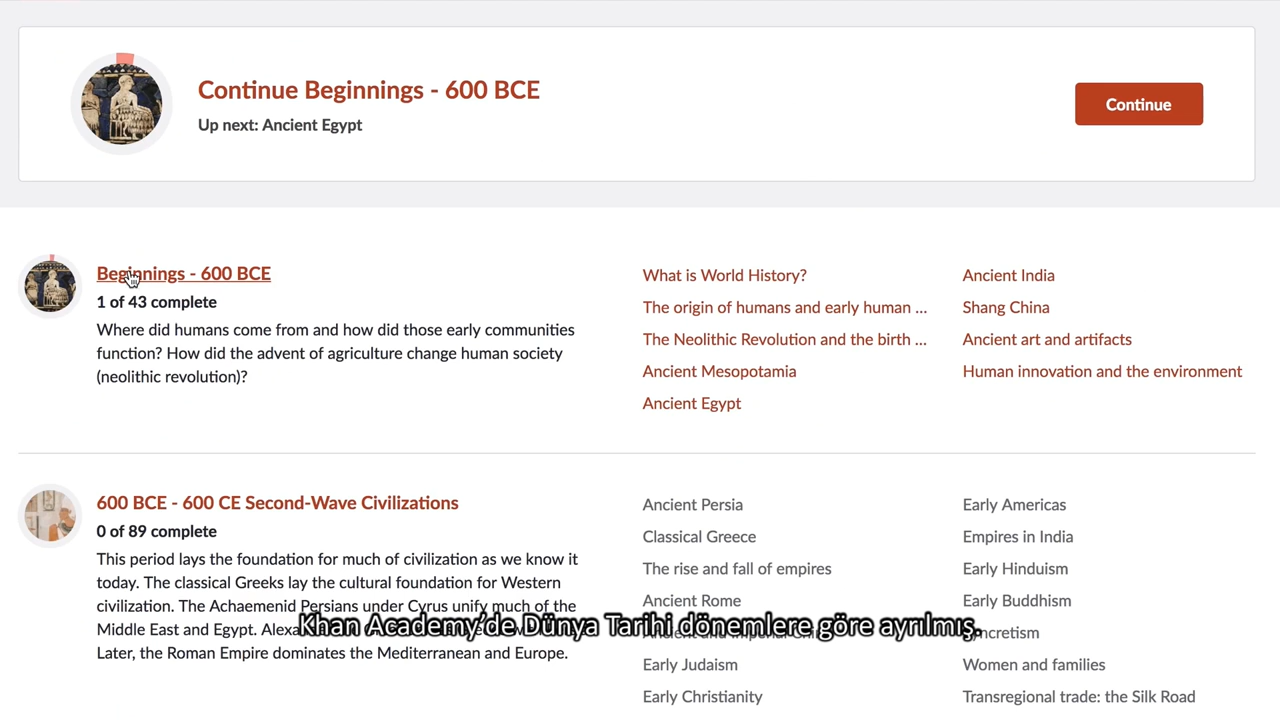 Continue Beginnings - 600 BCE
Up next: Ancient Egypt
Continue
Beginnings - 600 BCE
1 of 43 complete
Where did humans come from and how did those early communities
function? How did the advent of agriculture change human society
(neolithic revolution)?
What is World History?
The origin of humans and early human ...
The Neolithic Revolution and the birth ...
Ancient Mesopotamia
Ancient Egypt
Ancient India
Shang China
Ancient art and artifacts
Human innovation and the environment
600 BCE - 600 CE Second-Wave Civilizations
0 of 89 complete
This period lays the foundation for much of civilization as we know it
today. The classical Greeks lay the cultural foundation for Western
civilization. The Achaemenid Persians under Cyrus unify much of the
Middle East and Egypt.
Later, the Roman Empire dominates the Mediterranean and Europe.
Ancient Persia
Classical Greece
The rise and fall of empires
Ancient Rome
Early Judaism
Early Christianity
Early Americas
Empires in India
Early Hinduism
Early Buddhism
Women and families
Transregional trade: the Silk Road
Khan Academy'de Dünya Tarihi dönemlere göre ayrılmış.